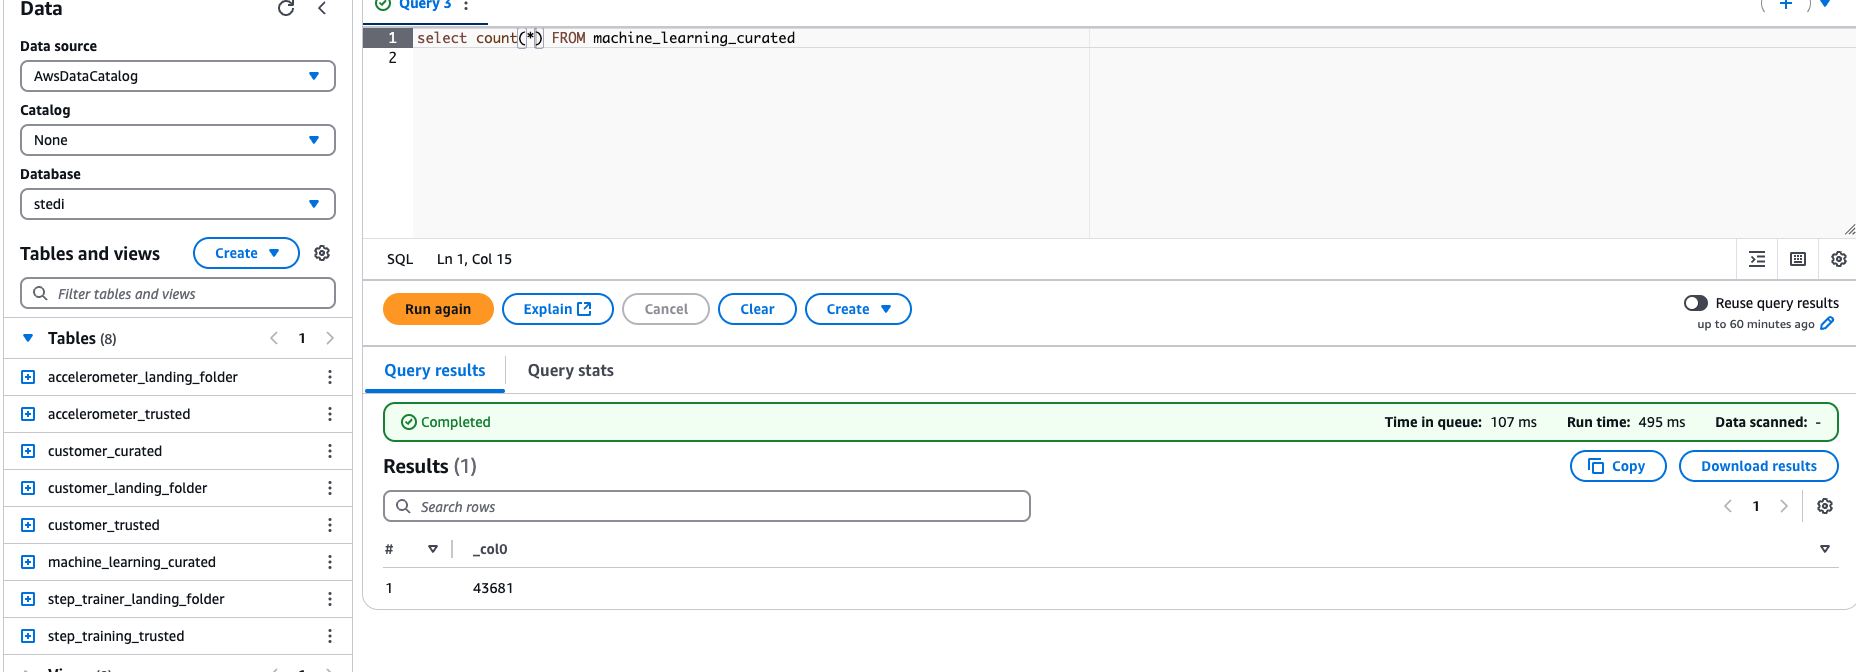 Data
Data source
AwsDataCatalog
Catalog
None
Database
stedi
Tables and views
Create
Filter tables and views
Tables (8)
1
accelerometer_landing_folder
accelerometer_trusted
customer_curated
customer_landing_folder
customer_trusted
machine_learning_curated
step_trainer_landing_folder
step_training_trusted
Query 3
1 select count(*) FROM machine_learning_curated
2
SQL Ln 1, Col 15
Run again Explain Cancel Clear Create
Reuse query results
up to 60 minutes ago
Query results Query stats
Completed Time in queue: 107 ms Run time: 495 ms Data scanned: -
Results (1)
Copy Download results
Search rows
1
# _col0
1 43681